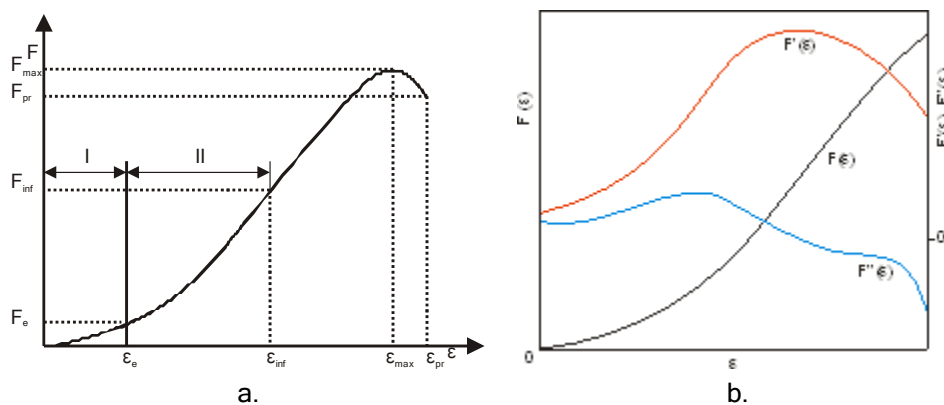 F
F_max
F_pr
I II
F_inf
F_e
ε_e ε_inf ε_max ε_pr ε
a.
F'(ε)
F(ε)
F(ε)
F'(ε), F''(ε)
0
F''(ε)
0
ε
b.